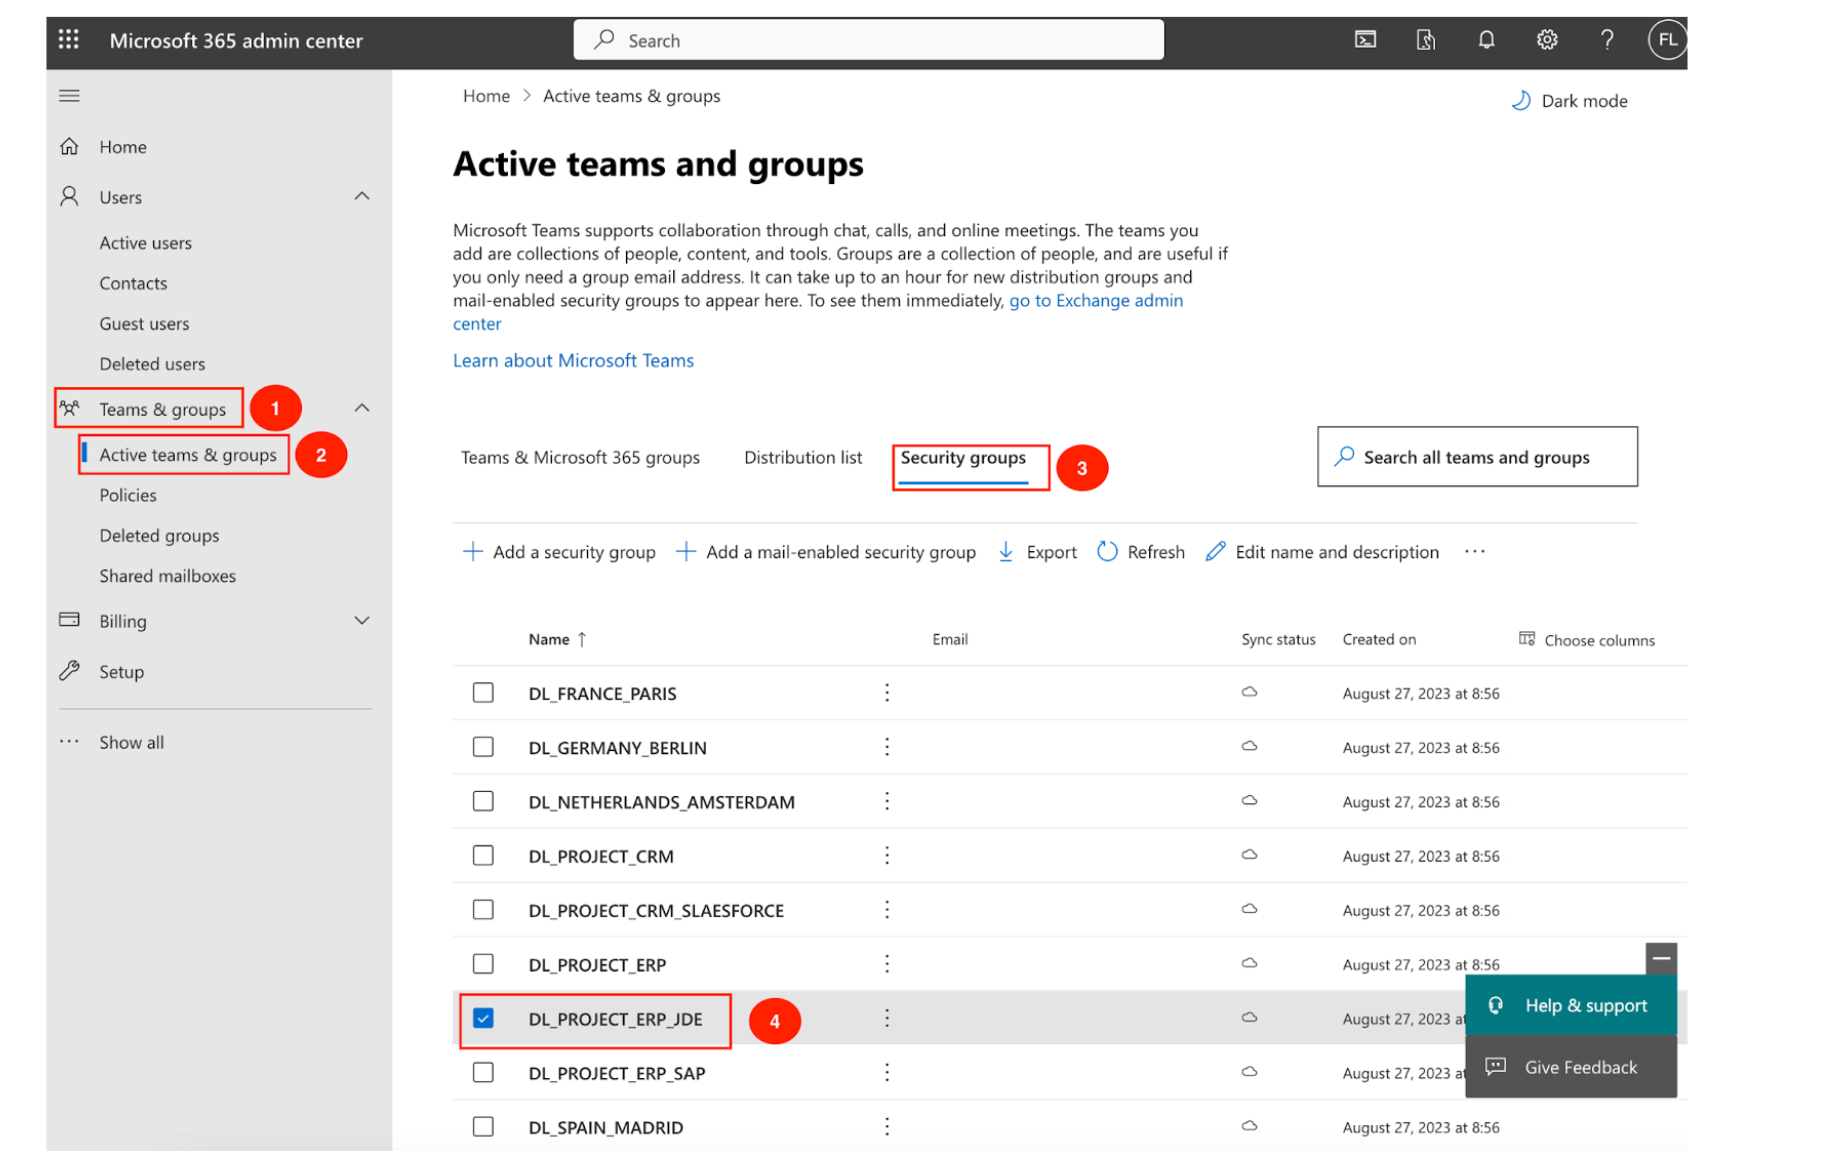 Microsoft 365 admin center
Search
FL
Home > Active teams & groups
Dark mode
Home
Users
Active users
Contacts
Guest users
Deleted users
Teams & groups
1
Active teams & groups
2
Policies
Deleted groups
Shared mailboxes
Billing
Setup
Show all
Active teams and groups
Microsoft Teams supports collaboration through chat, calls, and online meetings. The teams you
add are collections of people, content, and tools. Groups are a collection of people, and are useful if
you only need a group email address. It can take up to an hour for new distribution groups and
mail-enabled security groups to appear here. To see them immediately, go to Exchange admin
center
Learn about Microsoft Teams
Teams & Microsoft 365 groups Distribution list Security groups 3 Search all teams and groups
Add a security group Add a mail-enabled security group Export Refresh Edit name and description ...
Name ↑ Email Sync status Created on Choose columns
DL_FRANCE_PARIS August 27, 2023 at 8:56
DL_GERMANY_BERLIN August 27, 2023 at 8:56
DL_NETHERLANDS_AMSTERDAM August 27, 2023 at 8:56
DL_PROJECT_CRM August 27, 2023 at 8:56
DL_PROJECT_CRM_SLAESFORCE August 27, 2023 at 8:56
DL_PROJECT_ERP August 27, 2023 at 8:56
DL_PROJECT_ERP_JDE 4 August 27, 2023 at
DL_PROJECT_ERP_SAP August 27, 2023 at
DL_SPAIN_MADRID August 27, 2023 at 8:56
Help & support
Give Feedback